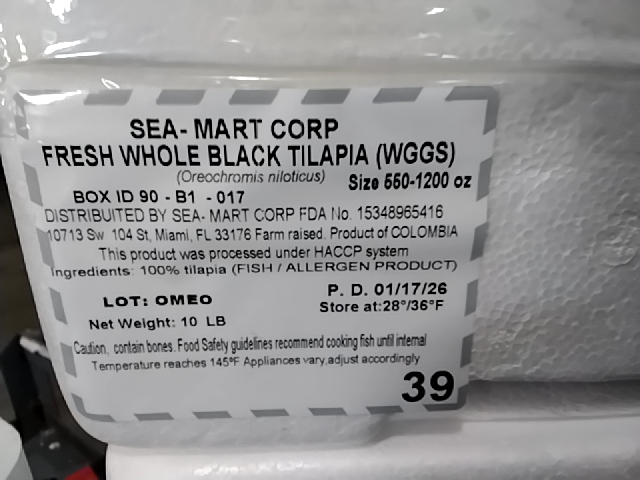 SEA- MART CORP
FRESH WHOLE BLACK TILAPIA (WGGS)
(Oreochromis niloticus) Size 550-1200 oz
BOX ID 90 - B1 - 017
DISTRIBUTED BY SEA- MART CORP FDA No. 15348965416
10713 Sw 104 St, Miami, FL 33176 Farm raised. Product of COLOMBIA
This product was processed under HACCP system
Ingredients: 100% tilapia (FISH / ALLERGEN PRODUCT)
LOT: OMEO P. D. 01/17/26
Store at:28°/36°F
Net Weight: 10 LB
Caution, contain bones. Food Safety guidelines recommend cooking fish until internal
Temperature reaches 145°F Appliances vary,adjust accordingly
39